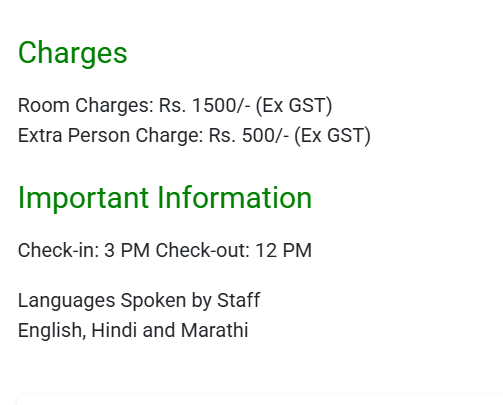 Charges
Room Charges: Rs. 1500/- (Ex GST)
Extra Person Charge: Rs. 500/- (Ex GST)
Important Information
Check-in: 3 PM Check-out: 12 PM
Languages Spoken by Staff
English, Hindi and Marathi